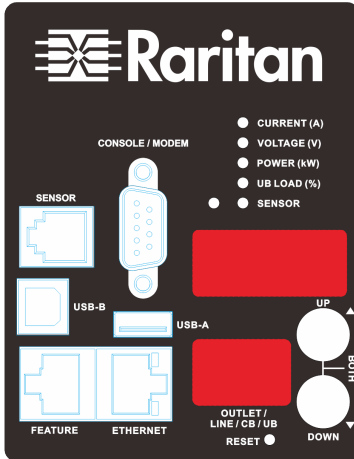 Raritan
CURRENT (A)
CONSOLE / MODEM
VOLTAGE (V)
POWER (kW)
UB LOAD (%)
SENSOR
SENSOR
USB-B
UP
USB-A
BOTH
OUTLET /
LINE / CB / UB
FEATURE
ETHERNET
DOWN
RESET